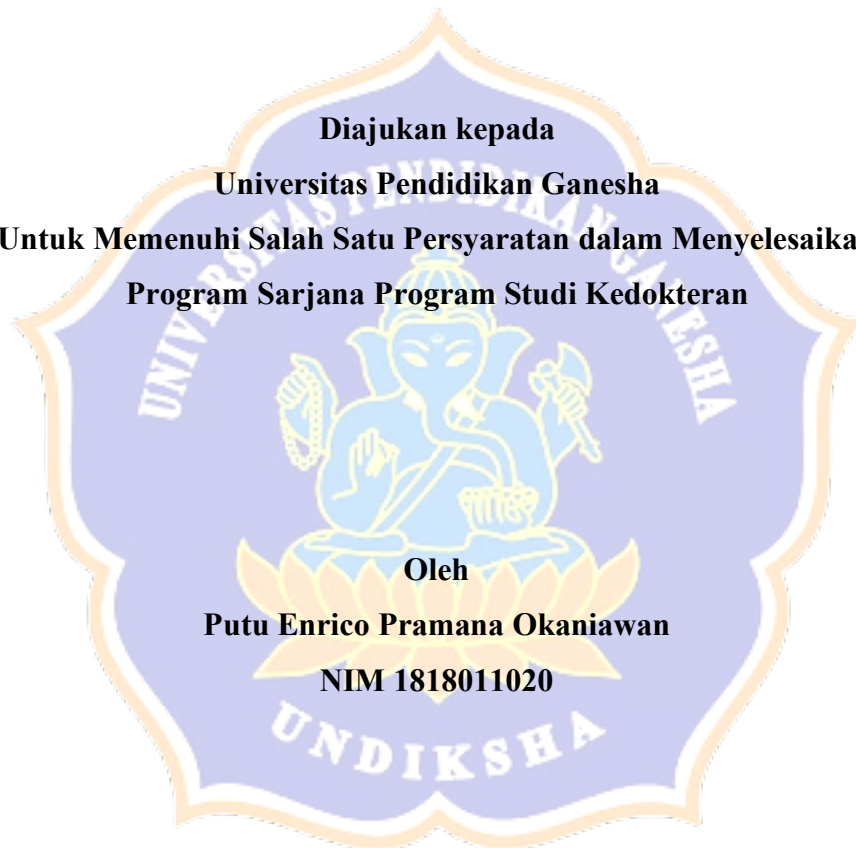 Diajukan kepada
UNIVERSITAS PENDIDIKAN GANESHA
Universitas Pendidikan Ganesha
Untuk Memenuhi Salah Satu Persyaratan dalam Menyelesaika
Program Sarjana Program Studi Kedokteran
Oleh
Putu Enrico Pramana Okaniawan
NIM 1818011020
UNDIKSHA